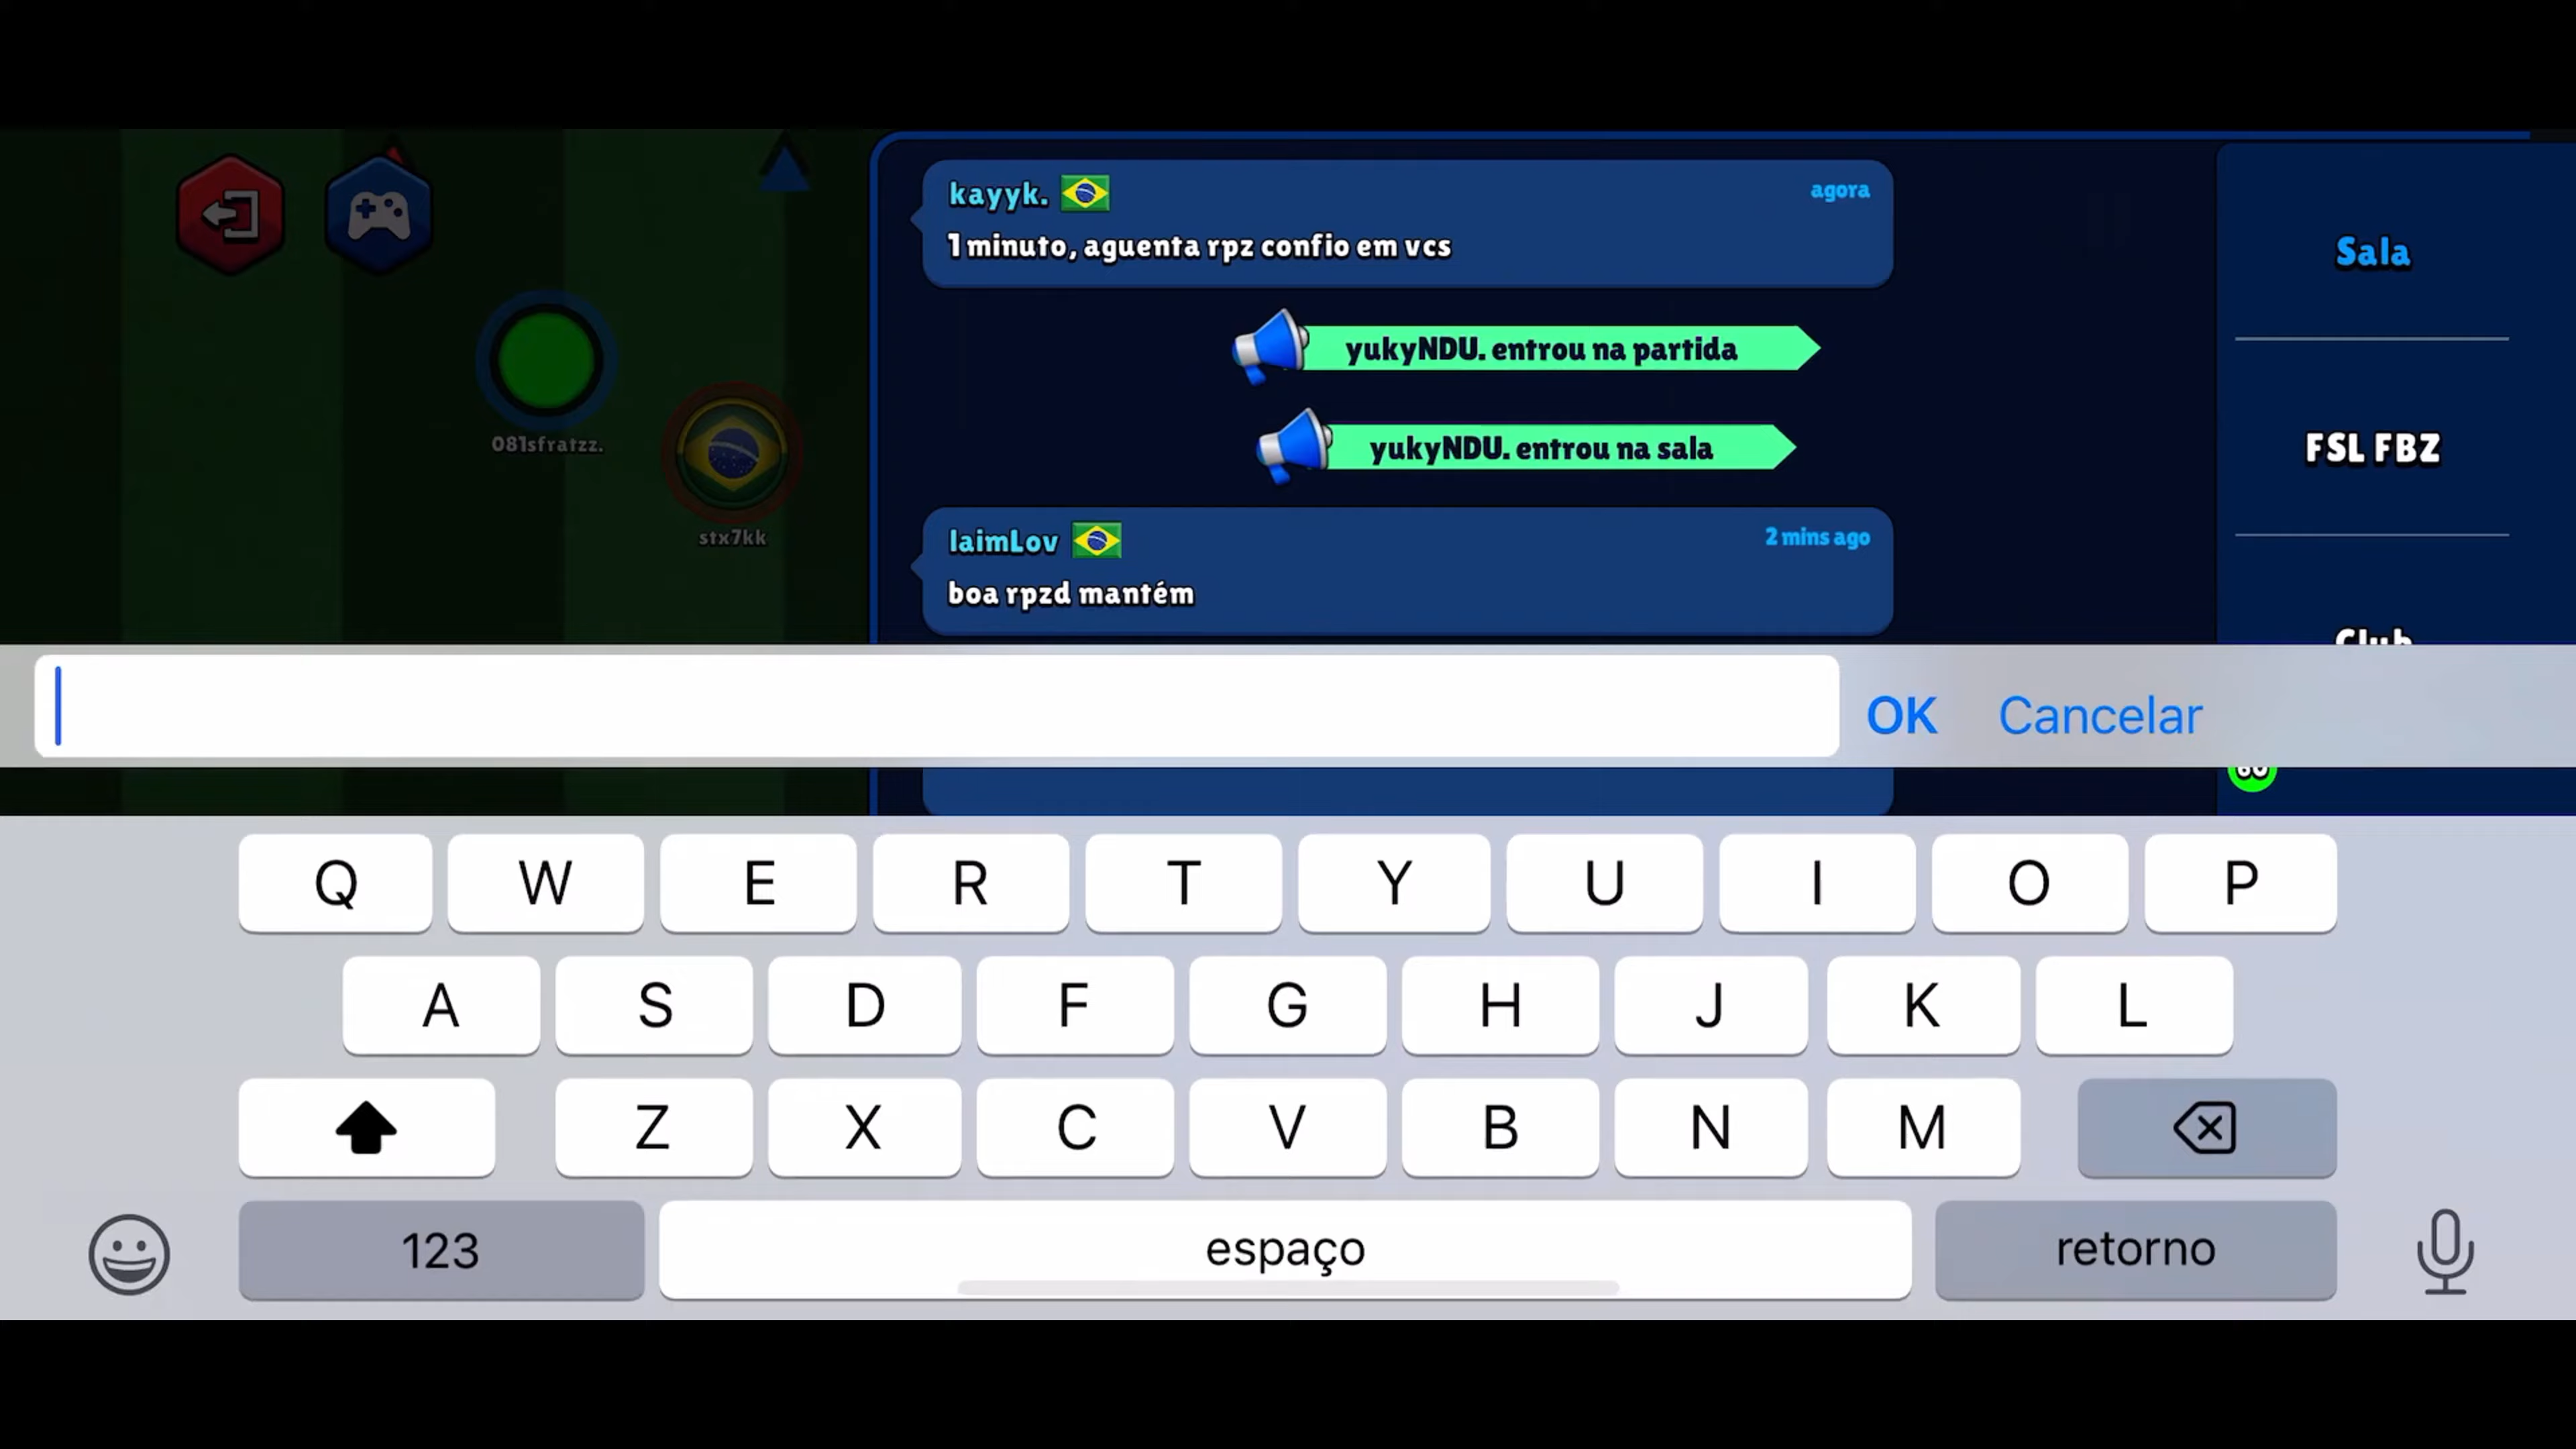 kayyk.
agora
1 minuto, aguenta rpz confio em vcs
Sala
yukyNDU. entrou na partida
081sfratzz.
yukyNDU. entrou na sala
FSL FBZ
stx7kk
laimLov
2 mins ago
boa rpzd mantém
Club
OK Cancelar
Q W E R T Y U I O P
A S D F G H J K L
Z X C V B N M
123 espaço retorno